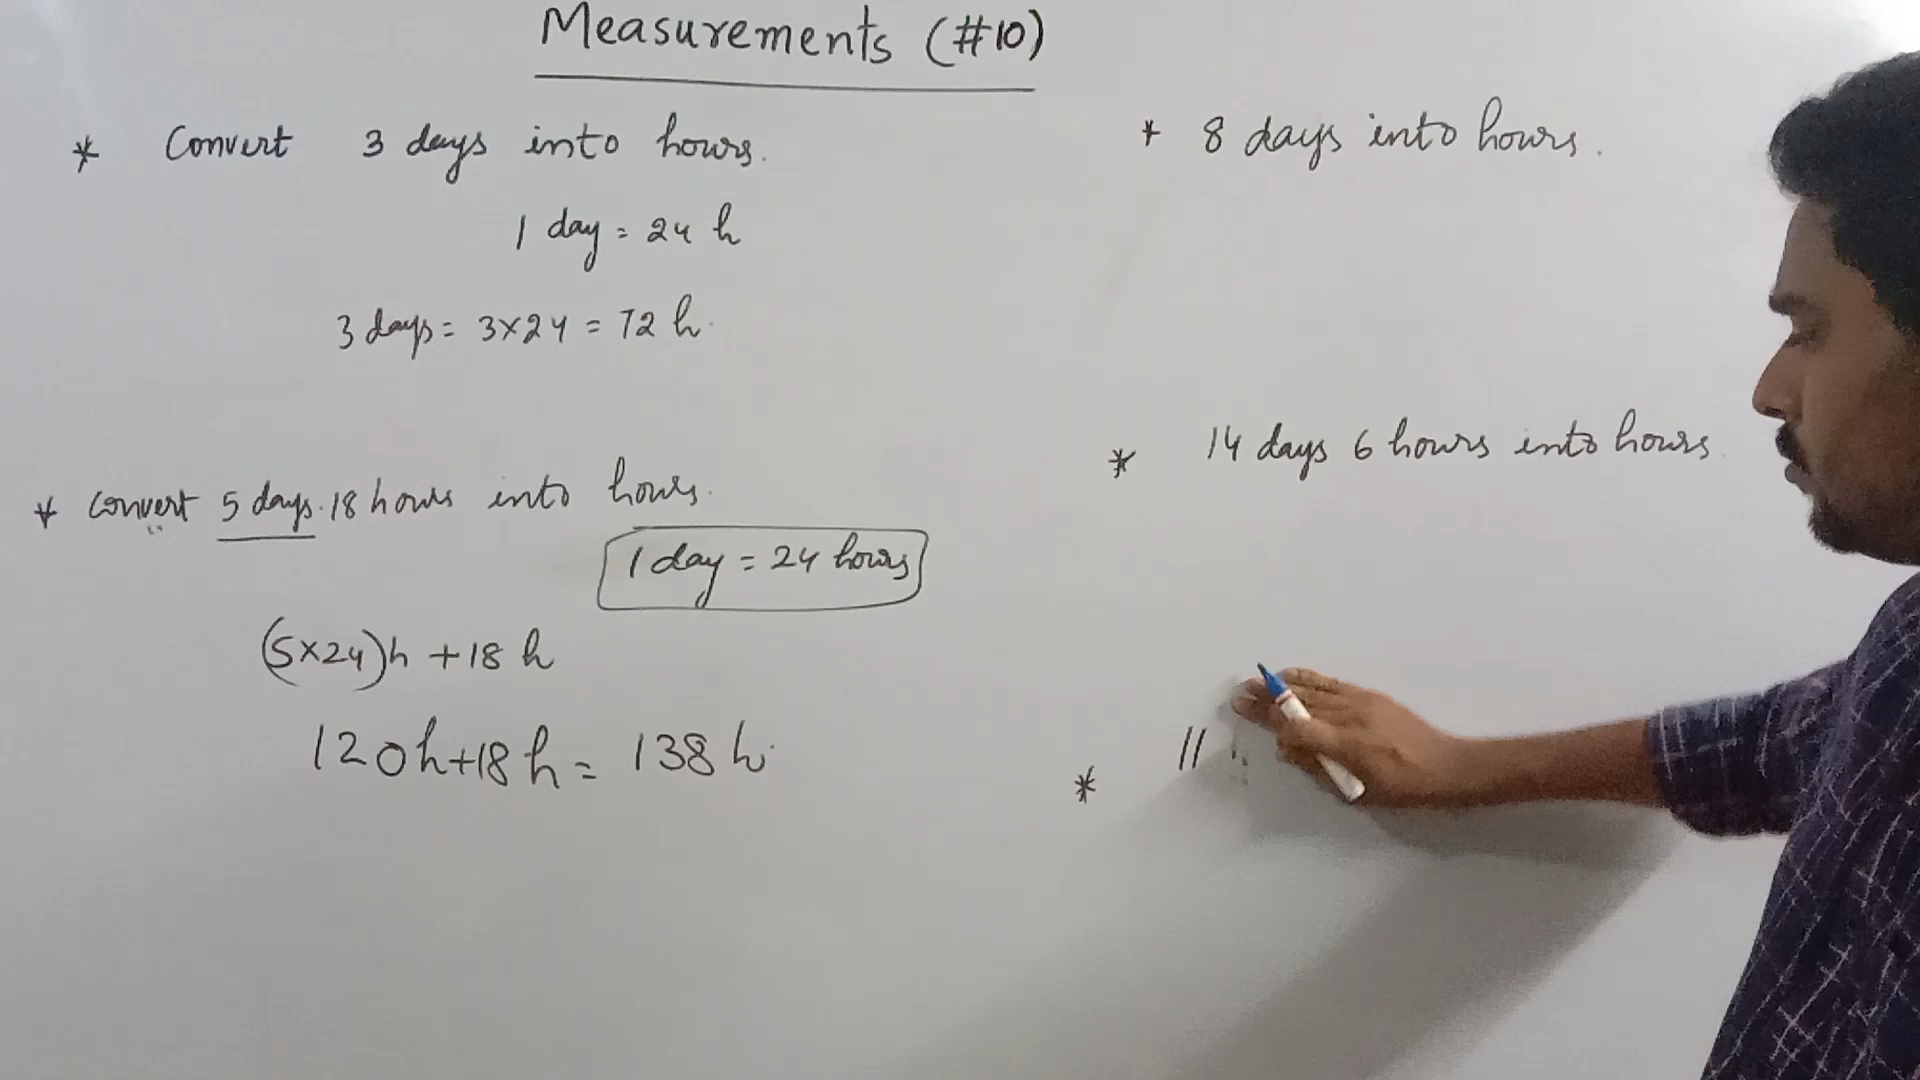 Measurements (#10)
* Convert 3 days into hours.
1 day = 24 h
3 days = 3×24 = 72 h.
* Convert 5 days 18 hours into hours.
1 day = 24 hours
(5×24)h + 18 h
120h+18h = 138 h.
* 8 days into hours.
* 14 days 6 hours into hours.
* 11